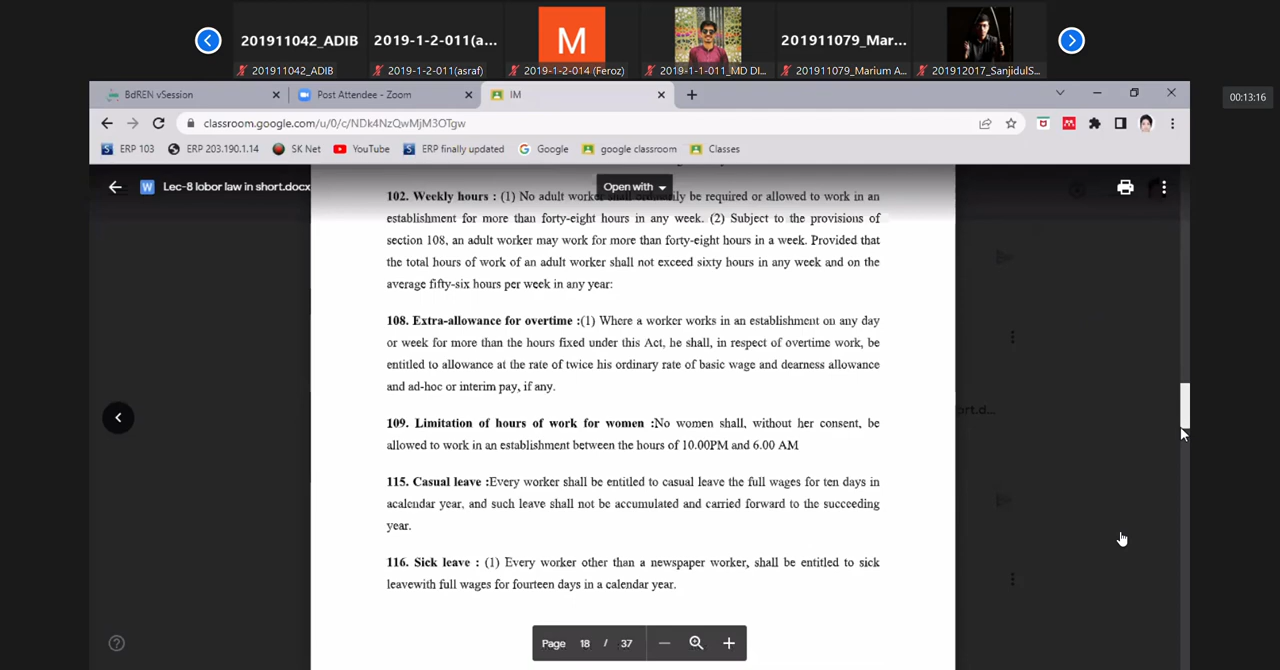 201911042_ADIB
2019-1-2-011(a...
M
201911079_Mar...
201911042_ADIB
2019-1-2-011(asraf)
2019-1-2-014 (Feroz)
2019-1-1-011_MD DI...
201911079_Marium A...
201912017_SanjidulS...
00:13:16
BdREN vSession
Post Attendee - Zoom
IM
classroom.google.com/u/0/c/NDk4NzQwMjM3OTgw
ERP 103
ERP 203.190.1.14
SK Net
YouTube
ERP finally updated
Google
google classroom
Classes
W
Lec-8 lobor law in short.docx
Open with
102. Weekly hours : (1) No adult worker shall ordinarily be required or allowed to work in an
establishment for more than forty-eight hours in any week. (2) Subject to the provisions of
section 108, an adult worker may work for more than forty-eight hours in a week. Provided that
the total hours of work of an adult worker shall not exceed sixty hours in any week and on the
average fifty-six hours per week in any year:
108. Extra-allowance for overtime :(1) Where a worker works in an establishment on any day
or week for more than the hours fixed under this Act, he shall, in respect of overtime work, be
entitled to allowance at the rate of twice his ordinary rate of basic wage and dearness allowance
and ad-hoc or interim pay, if any.
ort.d...
109. Limitation of hours of work for women :No women shall, without her consent, be
allowed to work in an establishment between the hours of 10.00PM and 6.00 AM
115. Casual leave :Every worker shall be entitled to casual leave the full wages for ten days in
acalendar year, and such leave shall not be accumulated and carried forward to the succeeding
year.
116. Sick leave : (1) Every worker other than a newspaper worker, shall be entitled to sick
leavewith full wages for fourteen days in a calendar year.
Page 18 / 37